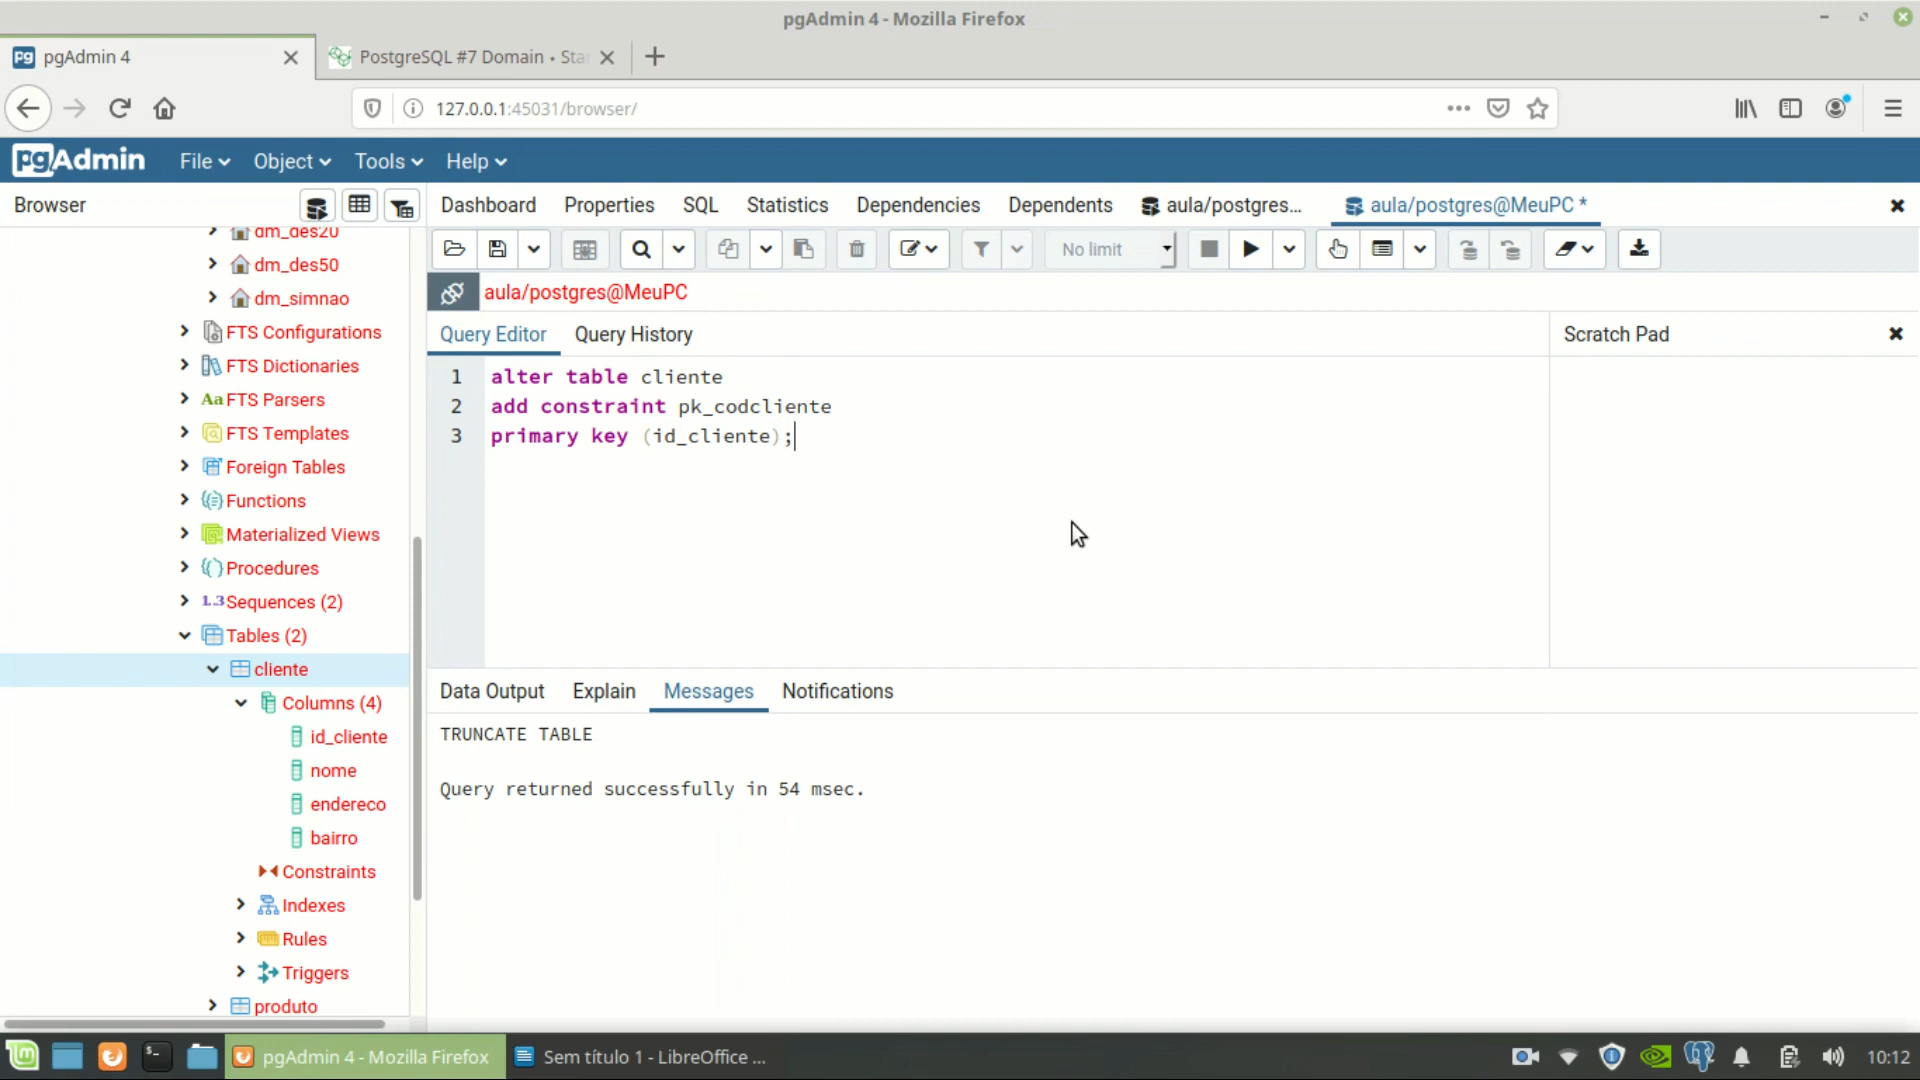 pgAdmin 4 - Mozilla Firefox
pgAdmin 4
PostgreSQL #7 Domain • Sta
127.0.0.1:45031/browser/
pgAdmin File Object Tools Help
Browser
Dashboard Properties SQL Statistics Dependencies Dependents aula/postgres... aula/postgres@MeuPC *
No limit
aula/postgres@MeuPC
Query Editor Query History
Scratch Pad
1 alter table cliente
2 add constraint pk_codcliente
3 primary key (id_cliente);
dm_des20
dm_des50
dm_simnao
FTS Configurations
FTS Dictionaries
Aa FTS Parsers
FTS Templates
Foreign Tables
Functions
Materialized Views
Procedures
1.3 Sequences (2)
Tables (2)
cliente
Columns (4)
id_cliente
nome
endereco
bairro
Constraints
Indexes
Rules
Triggers
produto
Data Output Explain Messages Notifications
TRUNCATE TABLE
Query returned successfully in 54 msec.
pgAdmin 4 - Mozilla Firefox
Sem título 1 - LibreOffice ...
10:12